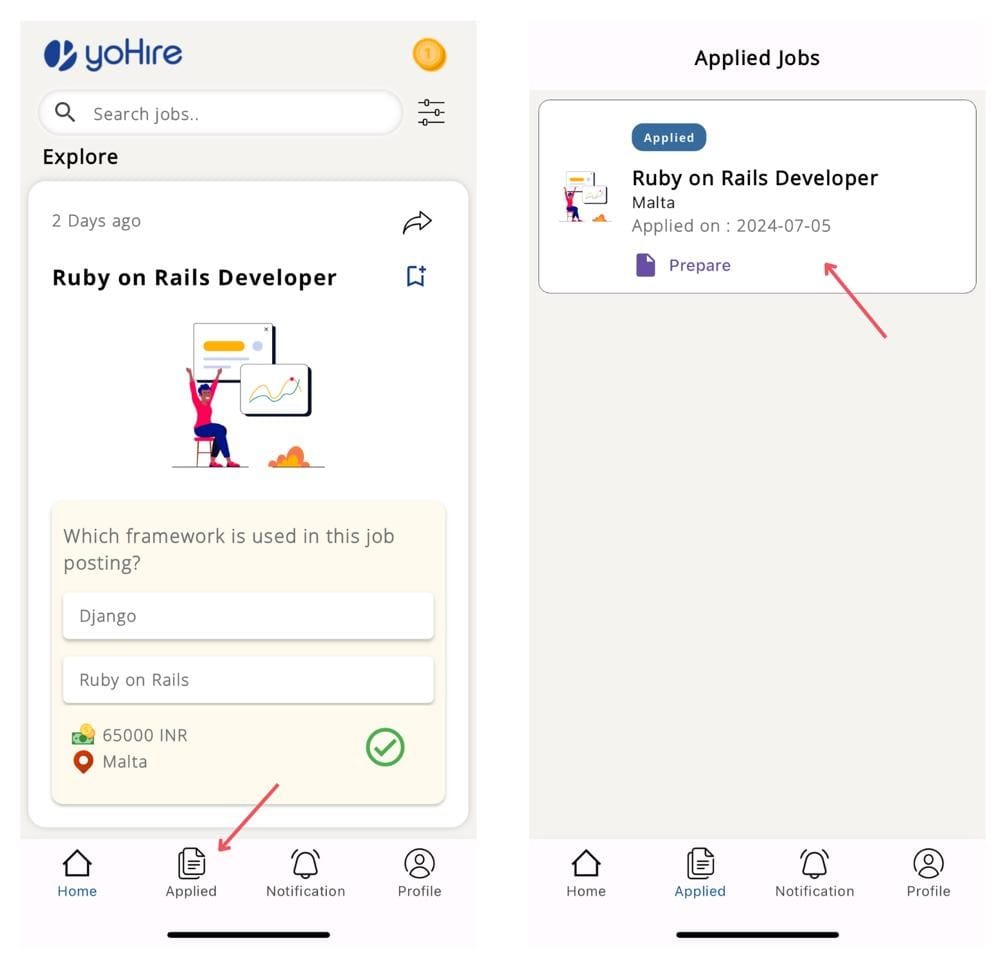 yoHire
1
Search jobs..
Explore
2 Days ago
Ruby on Rails Developer
Which framework is used in this job
posting?
Django
Ruby on Rails
65000 INR
Malta
Home
Applied
Notification
Profile
Applied Jobs
Applied
Ruby on Rails Developer
Malta
Applied on : 2024-07-05
Prepare
Home
Applied
Notification
Profile